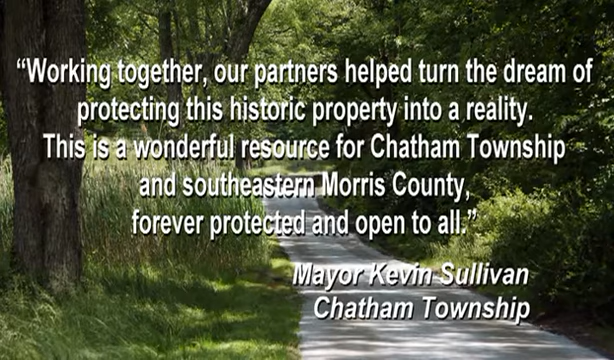 “Working together, our partners helped turn the dream of
protecting this historic property into a reality.
This is a wonderful resource for Chatham Township
and southeastern Morris County,
forever protected and open to all.”
Mayor Kevin Sullivan
Chatham Township